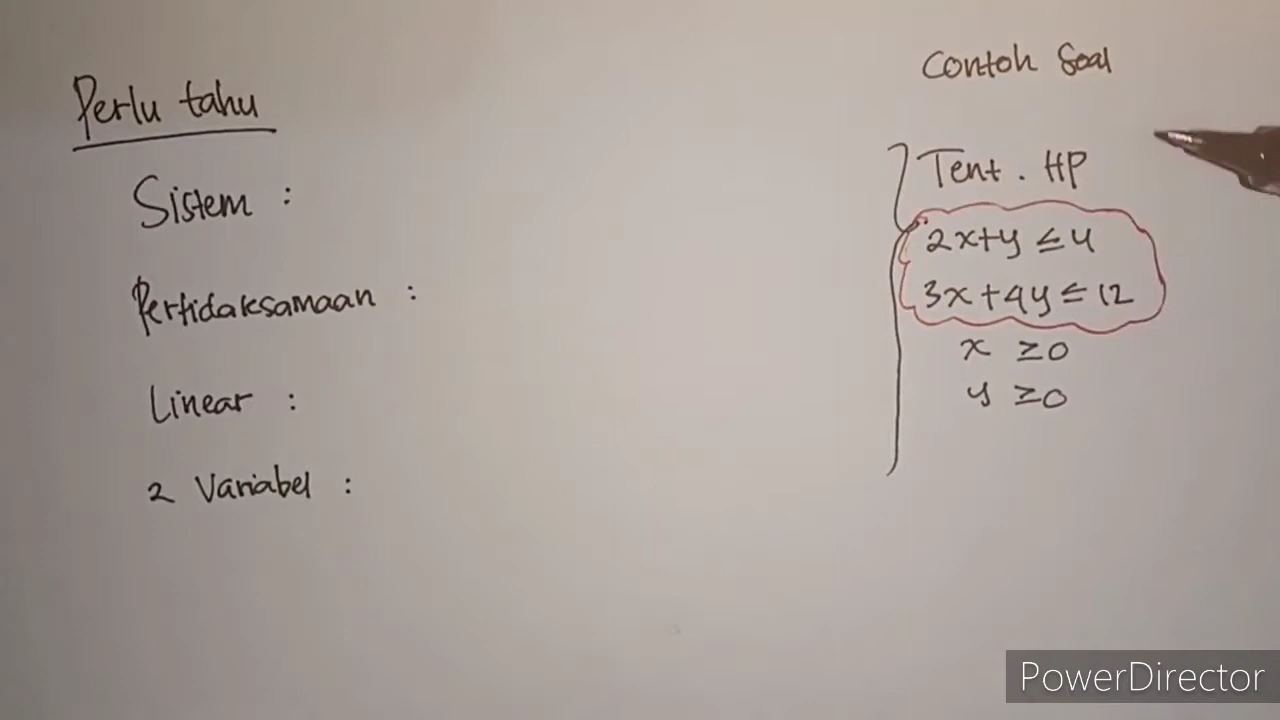 Perlu tahu
Sistem :
Pertidaksamaan :
Linear :
2 Variabel :
Contoh Soal
Tent. HP
2x+y ≤ 4
3x+4y ≤ 12
x ≥0
y ≥0
PowerDirector